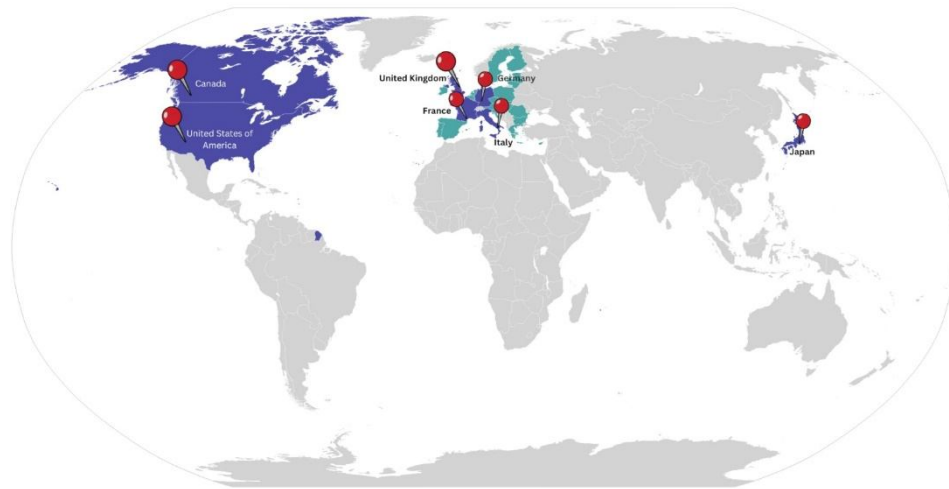 Canada
United States of
America
United Kingdom
Germany
France
Italy
Japan